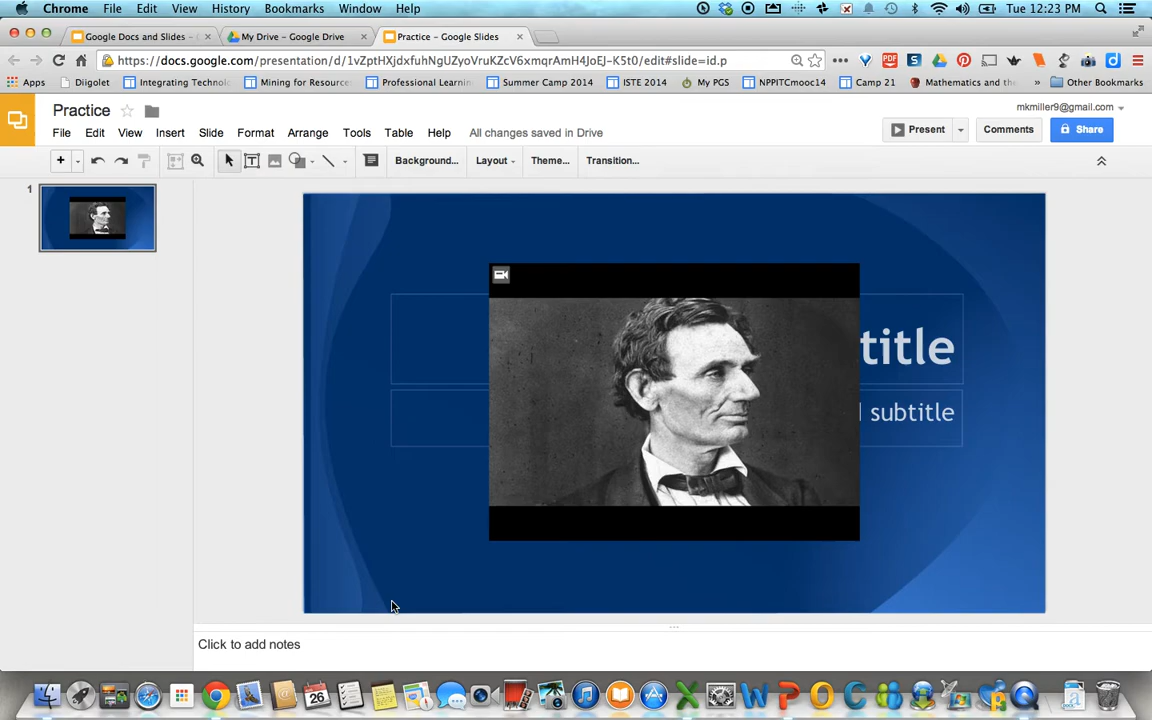 Chrome File Edit View History Bookmarks Window Help Tue 12:23 PM
Google Docs and Slides - My Drive - Google Drive Practice - Google Slides
https://docs.google.com/presentation/d/1vZptHXjdxfuhNgUZyoVruKZcV6xmqrAmH4JoEJ-K5t0/edit#slide=id.p
Apps Diigolet Integrating Technolo Mining for Resource Professional Learning Summer Camp 2014 ISTE 2014 My PGS NPPITCmooc14 Camp 21 Mathematics and the » Other Bookmarks
Practice mkmiller9@gmail.com
File Edit View Insert Slide Format Arrange Tools Table Help All changes saved in Drive Present Comments Share
Background... Layout Theme... Transition...
1
title
subtitle
Click to add notes